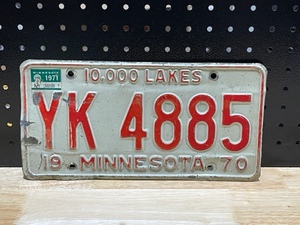 1971
10,000 LAKES
YK 4885
19 MINNESOTA 70